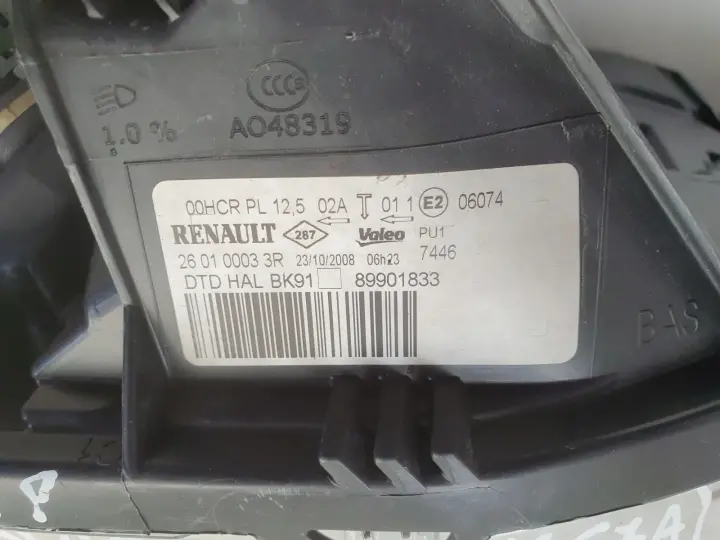 CCC S
1.0 %
A048319
00HCR PL 12,5 02A T 01 1 E2 06074
RENAULT 287 Valeo PU1
26 01 0003 3R 23/10/2008 06h23 7446
DTD HAL BK91 89901833
BAS